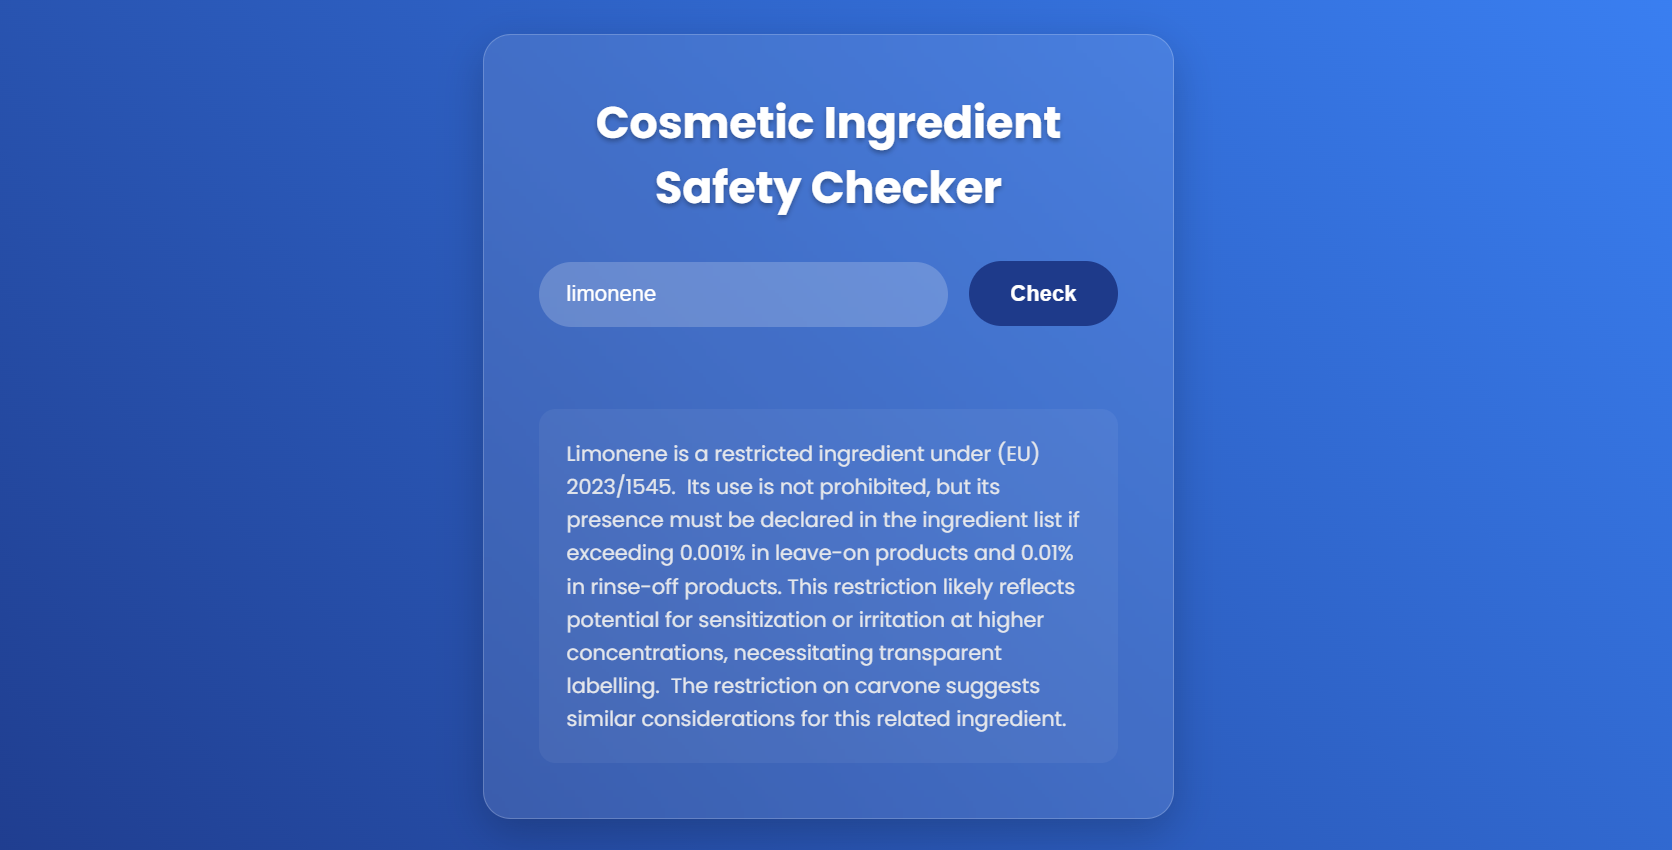 Cosmetic Ingredient
Safety Checker
limonene
Check
Limonene is a restricted ingredient under (EU)
2023/1545.  Its use is not prohibited, but its
presence must be declared in the ingredient list if
exceeding 0.001% in leave-on products and 0.01%
in rinse-off products. This restriction likely reflects
potential for sensitization or irritation at higher
concentrations, necessitating transparent
labelling.  The restriction on carvone suggests
similar considerations for this related ingredient.